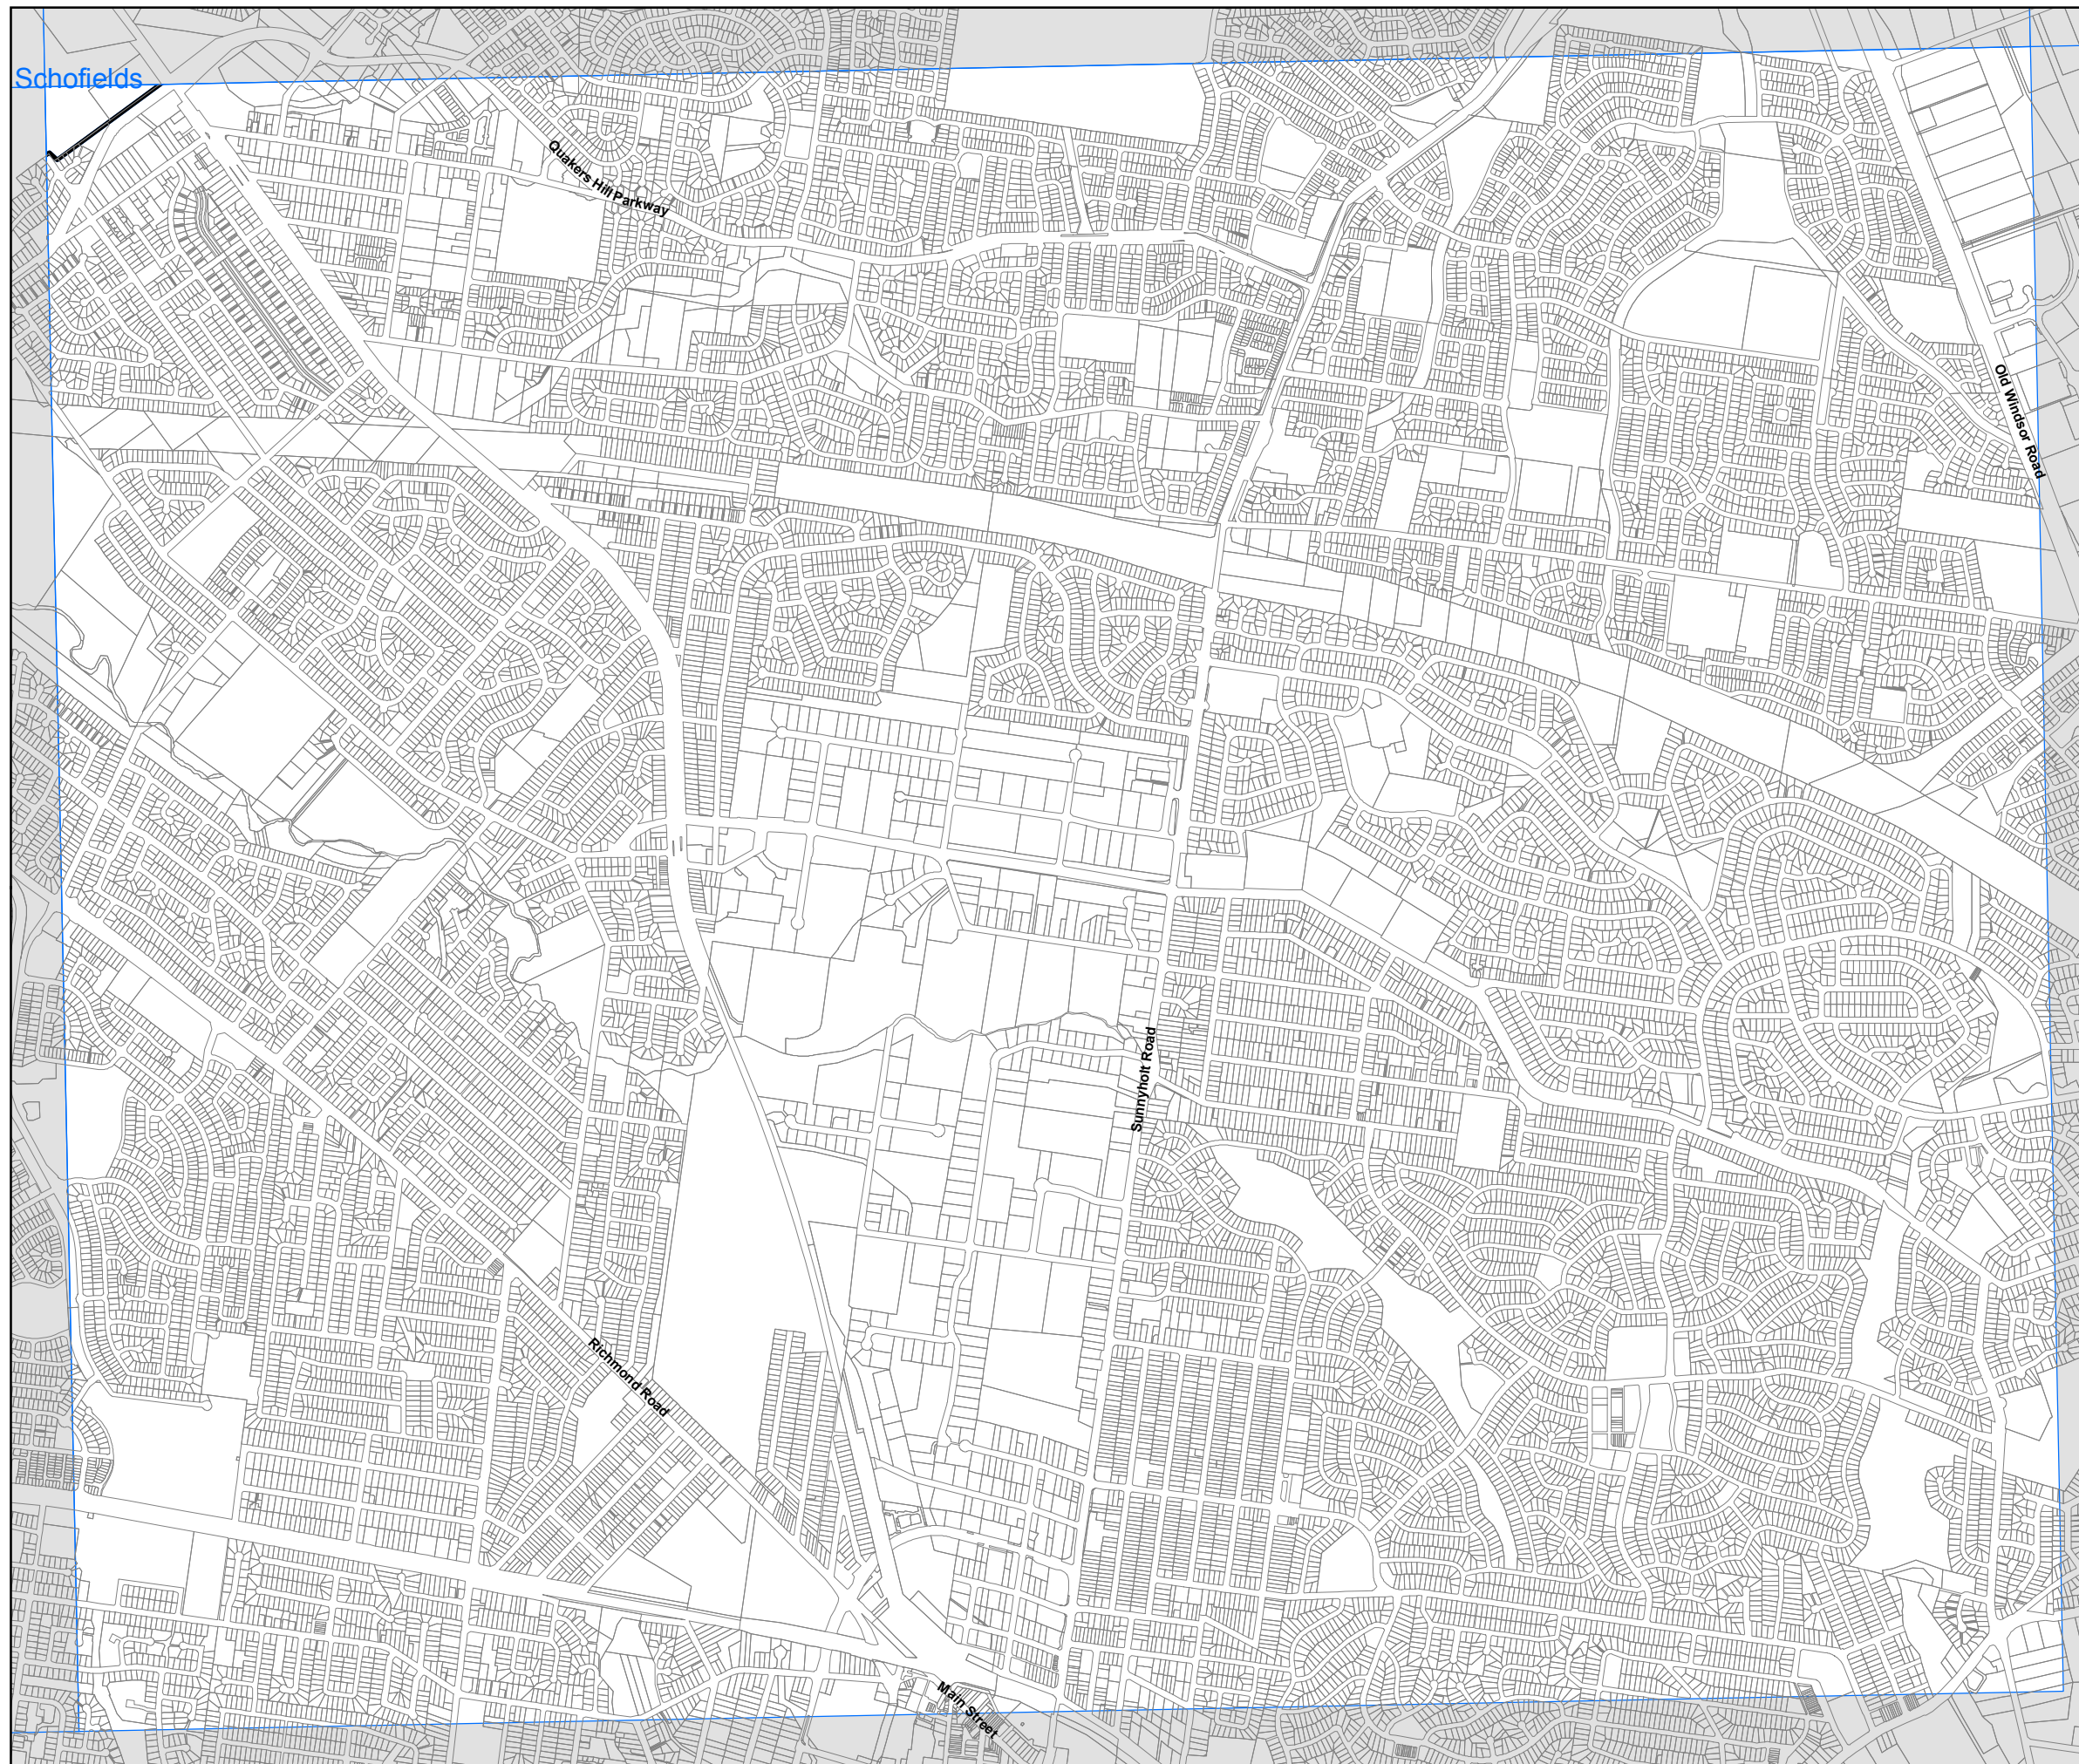 Schofields
Quakers Hill Parkway
Old Windsor Road
Sunnyholt Road
Richmond Road
Main Street